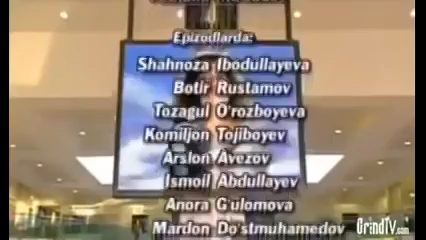 Epizodlarda:
Shahnoza Ibodullayeva
Botir Rustamov
Tozagul O'rozboyeva
Komiljon Tojiboyev
Arslon Avezov
Ismoil Abdullayev
Anora G'ulomova
Mardon Do'stmuhamedov
GrindTV.com